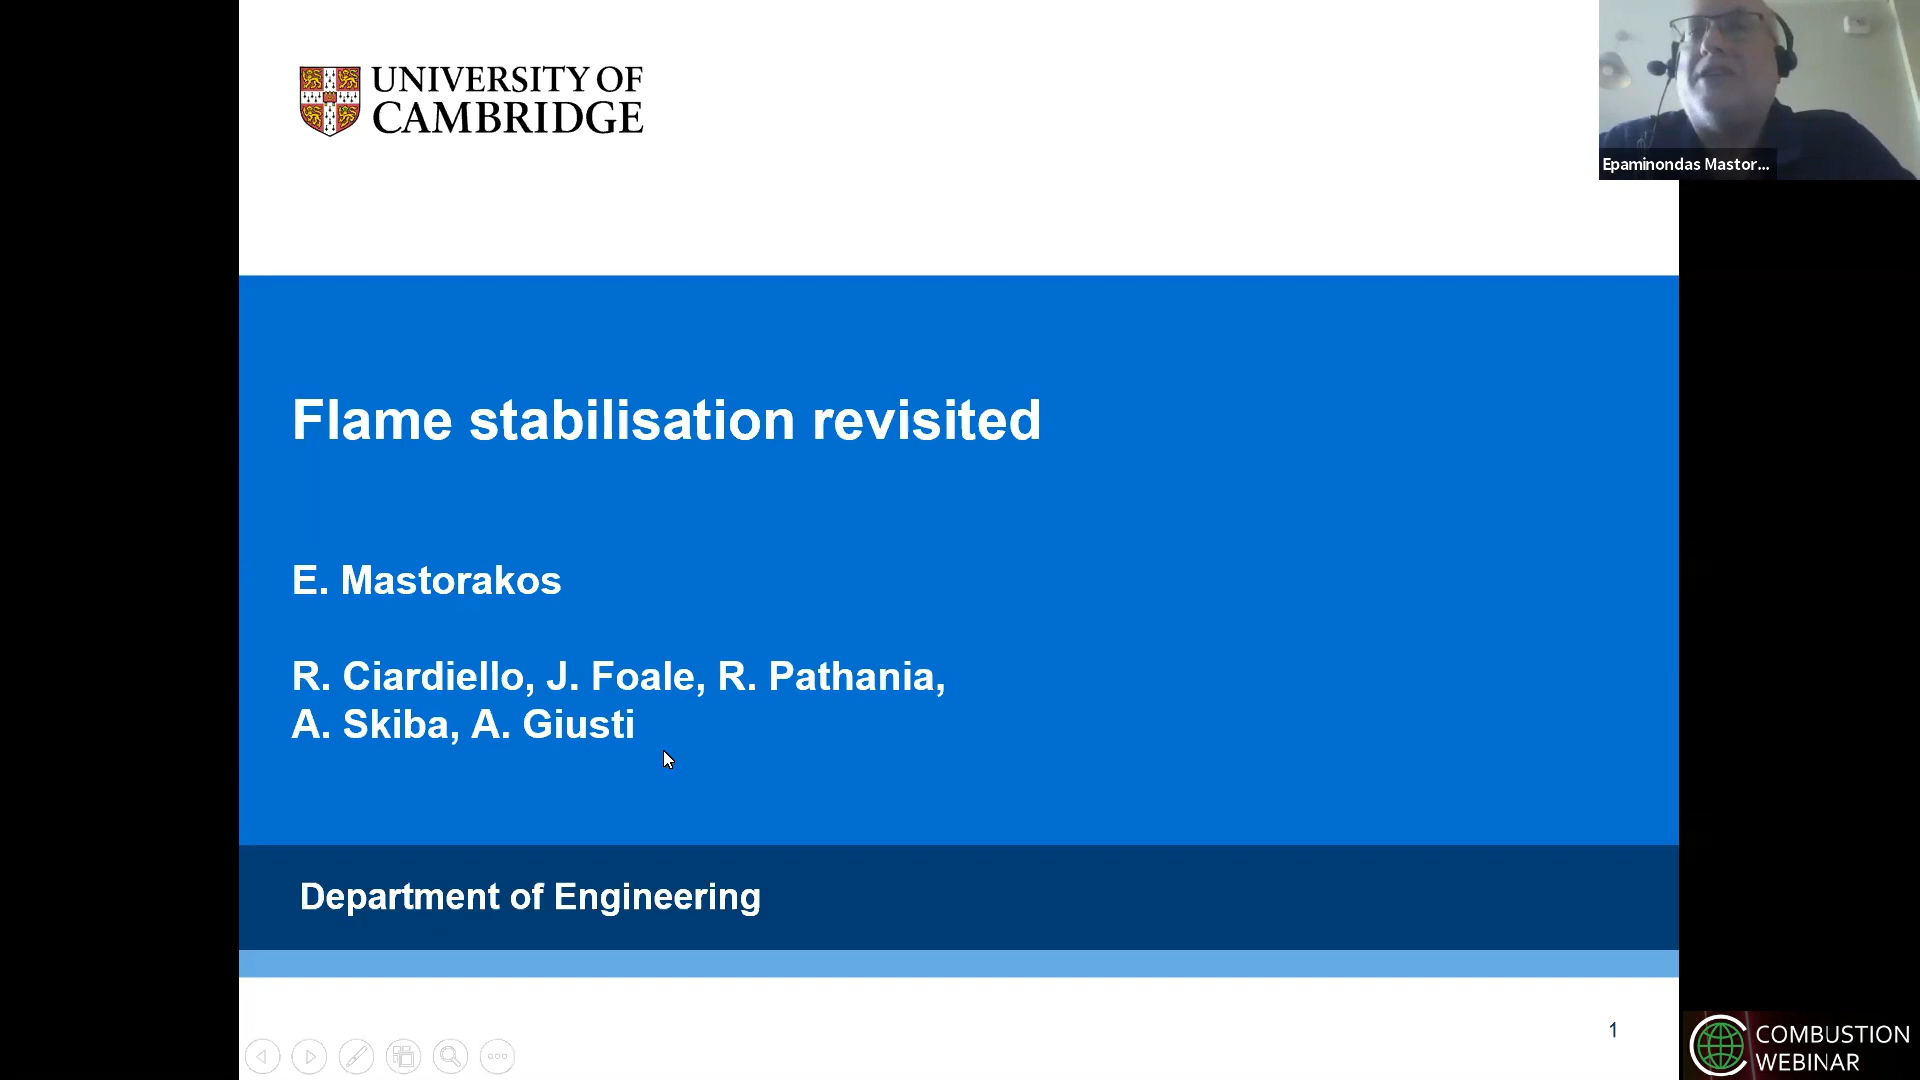 UNIVERSITY OF
CAMBRIDGE
Epaminondas Mastor...
Flame stabilisation revisited
E. Mastorakos
R. Ciardiello, J. Foale, R. Pathania,
A. Skiba, A. Giusti
Department of Engineering
1
COMBUSTION
WEBINAR